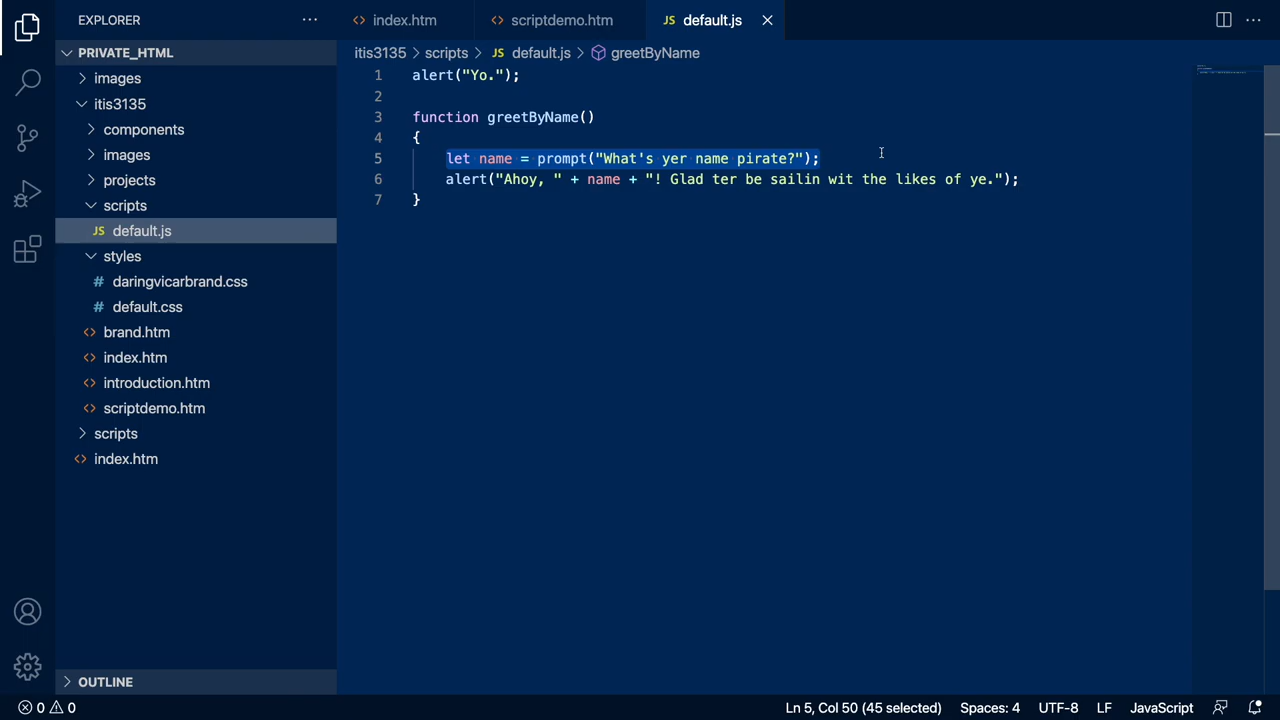 EXPLORER
PRIVATE_HTML
images
itis3135
components
images
projects
scripts
JS default.js
styles
# daringvicarbrand.css
# default.css
<> brand.htm
<> index.htm
<> introduction.htm
<> scriptdemo.htm
scripts
<> index.htm
OUTLINE
<> index.htm
<> scriptdemo.htm
JS default.js
itis3135 > scripts > JS default.js > greetByName
1 alert("Yo.");
2
3 function greetByName()
4 {
5 let name = prompt("What's yer name pirate?");
6 alert("Ahoy, " + name + "! Glad ter be sailin wit the likes of ye.");
7 }
0 0
Ln 5, Col 50 (45 selected) Spaces: 4 UTF-8 LF JavaScript